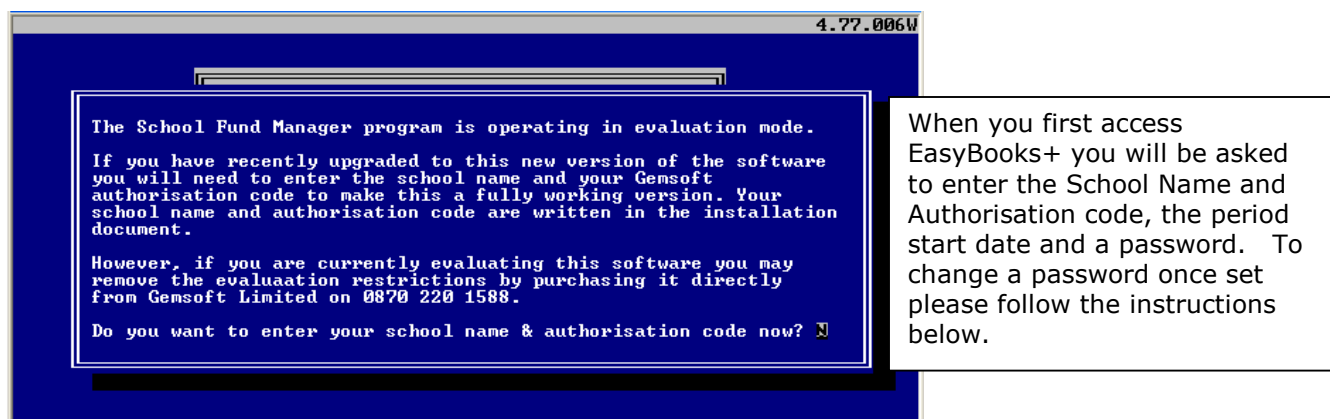 4.77.006W
The School Fund Manager program is operating in evaluation mode.
If you have recently upgraded to this new version of the software
you will need to enter the school name and your Gemsoft
authorisation code to make this a fully working version. Your
school name and authorisation code are written in the installation
document.
However, if you are currently evaluating this software you may
remove the evaluaation restrictions by purchasing it directly
from Gemsoft Limited on 0870 220 1588.
Do you want to enter your school name & authorisation code now? N
When you first access
EasyBooks+ you will be asked
to enter the School Name and
Authorisation code, the period
start date and a password. To
change a password once set
please follow the instructions
below.